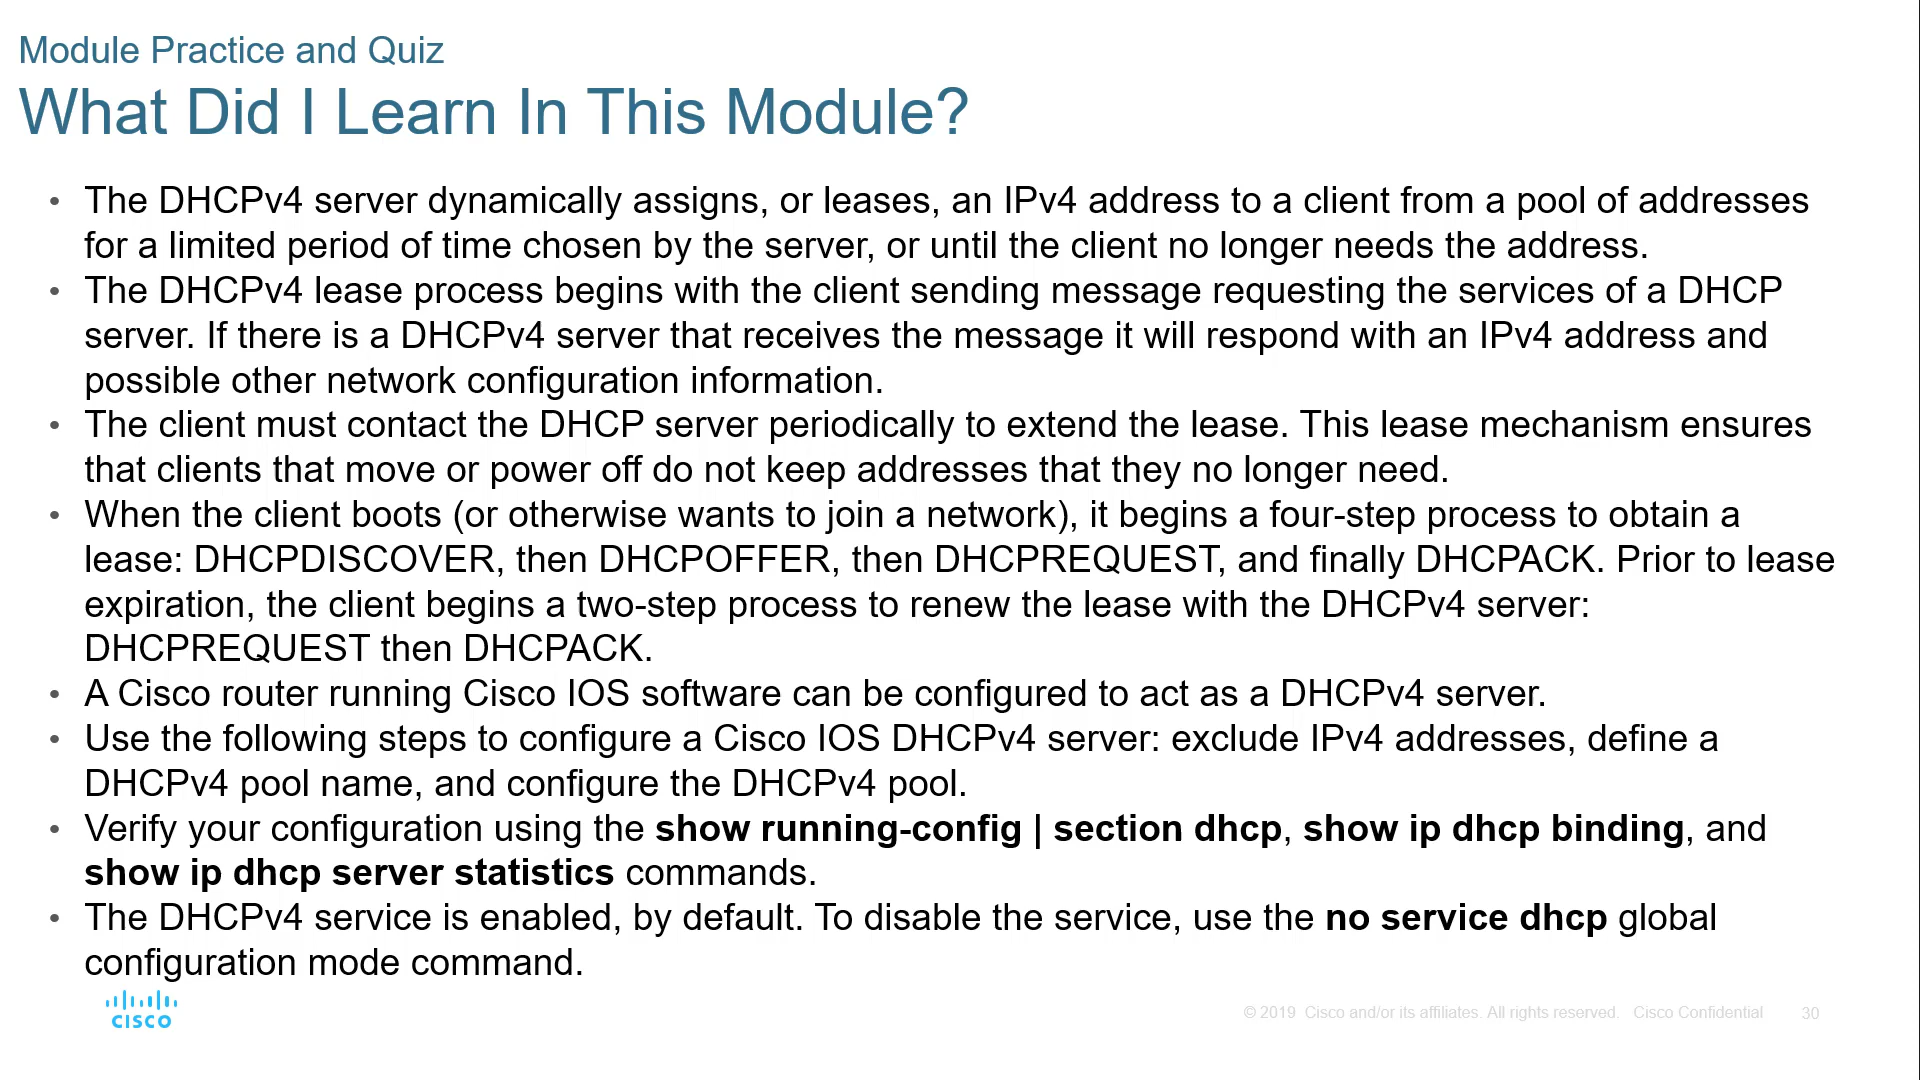 Module Practice and Quiz
What Did I Learn In This Module?
• The DHCPv4 server dynamically assigns, or leases, an IPv4 address to a client from a pool of addresses
for a limited period of time chosen by the server, or until the client no longer needs the address.
• The DHCPv4 lease process begins with the client sending message requesting the services of a DHCP
server. If there is a DHCPv4 server that receives the message it will respond with an IPv4 address and
possible other network configuration information.
• The client must contact the DHCP server periodically to extend the lease. This lease mechanism ensures
that clients that move or power off do not keep addresses that they no longer need.
• When the client boots (or otherwise wants to join a network), it begins a four-step process to obtain a
lease: DHCPDISCOVER, then DHCPOFFER, then DHCPREQUEST, and finally DHCPACK. Prior to lease
expiration, the client begins a two-step process to renew the lease with the DHCPv4 server:
DHCPREQUEST then DHCPACK.
• A Cisco router running Cisco IOS software can be configured to act as a DHCPv4 server.
• Use the following steps to configure a Cisco IOS DHCPv4 server: exclude IPv4 addresses, define a
DHCPv4 pool name, and configure the DHCPv4 pool.
• Verify your configuration using the show running-config | section dhcp, show ip dhcp binding, and
show ip dhcp server statistics commands.
• The DHCPv4 service is enabled, by default. To disable the service, use the no service dhcp global
configuration mode command.
CISCO
© 2019 Cisco and/or its affiliates. All rights reserved. Cisco Confidential 30